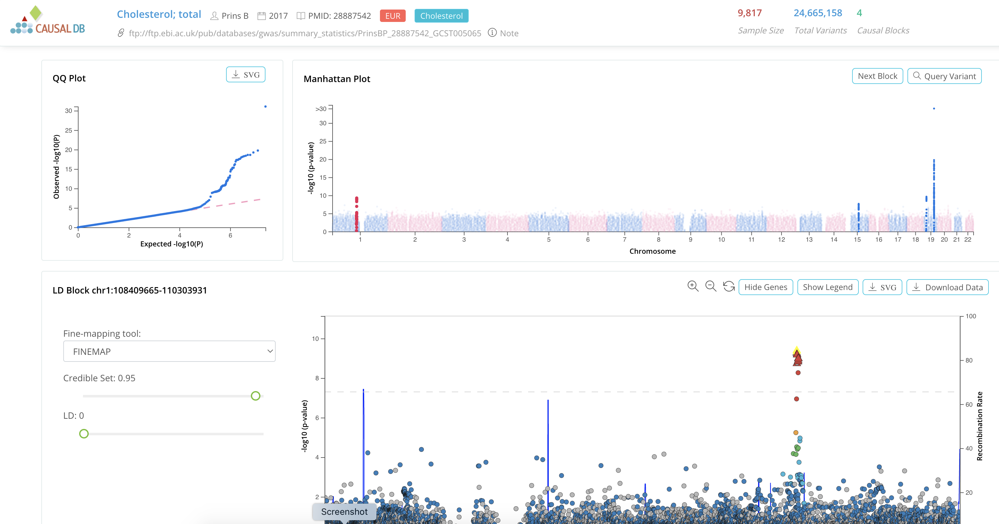 CAUSAL DB
Cholesterol; total Prins B 2017 PMID: 28887542 EUR Cholesterol
ftp://ftp.ebi.ac.uk/pub/databases/gwas/summary_statistics/PrinsBP_28887542_GCST005065 Note
9,817 24,665,158 4
Sample Size Total Variants Causal Blocks
QQ Plot
SVG
30
25
20
15
10
5
0
Observed -log10(P)
0 2 4 6
Expected -log10(P)
Manhattan Plot
Next Block Query Variant
>30
30
25
20
15
10
5
0
-log10 (p-value)
1 2 3 4 5 6 7 8 9 10 11 12 13 14 15 16 17 18 19 20 21 22
Chromosome
LD Block chr1:108409665-110303931
Hide Genes Show Legend SVG Download Data
Fine-mapping tool:
FINEMAP
Credible Set: 0.95
LD: 0
10
8
6
4
2
-log10 (p-value)
100
80
60
40
20
Recombination Rate
Screenshot